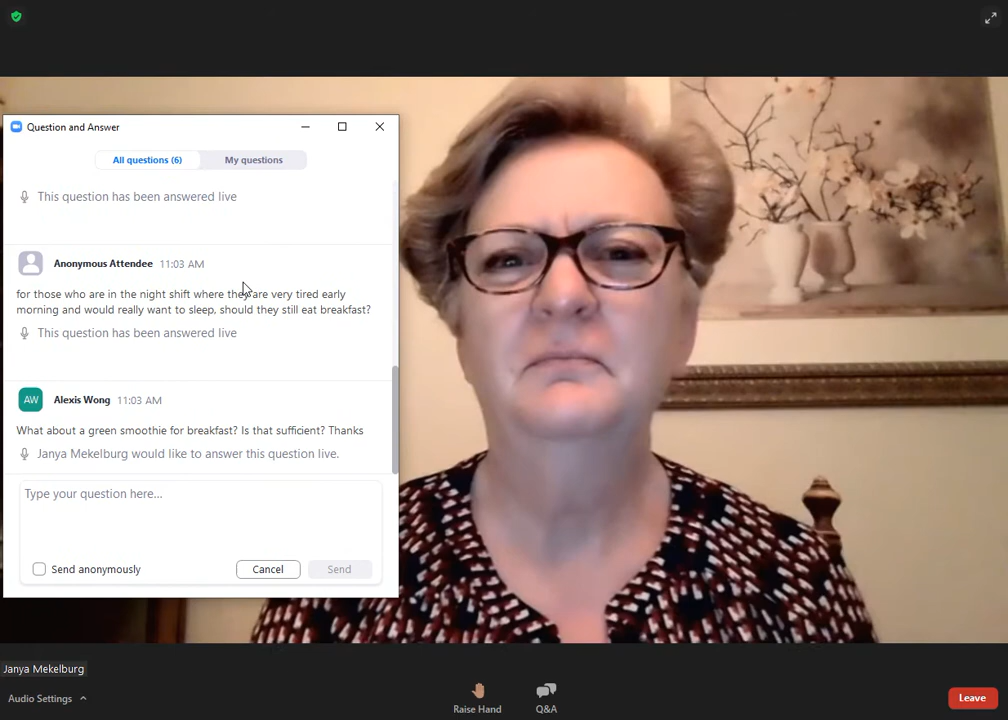 Question and Answer
All questions (6)
My questions
This question has been answered live
Anonymous Attendee 11:03 AM
for those who are in the night shift where they are very tired early
morning and would really want to sleep, should they still eat breakfast?
This question has been answered live
AW
Alexis Wong 11:03 AM
What about a green smoothie for breakfast? Is that sufficient? Thanks
Janya Mekelburg would like to answer this question live.
Type your question here...
Send anonymously
Cancel
Send
Janya Mekelburg
Audio Settings
Raise Hand
Q&A
Leave